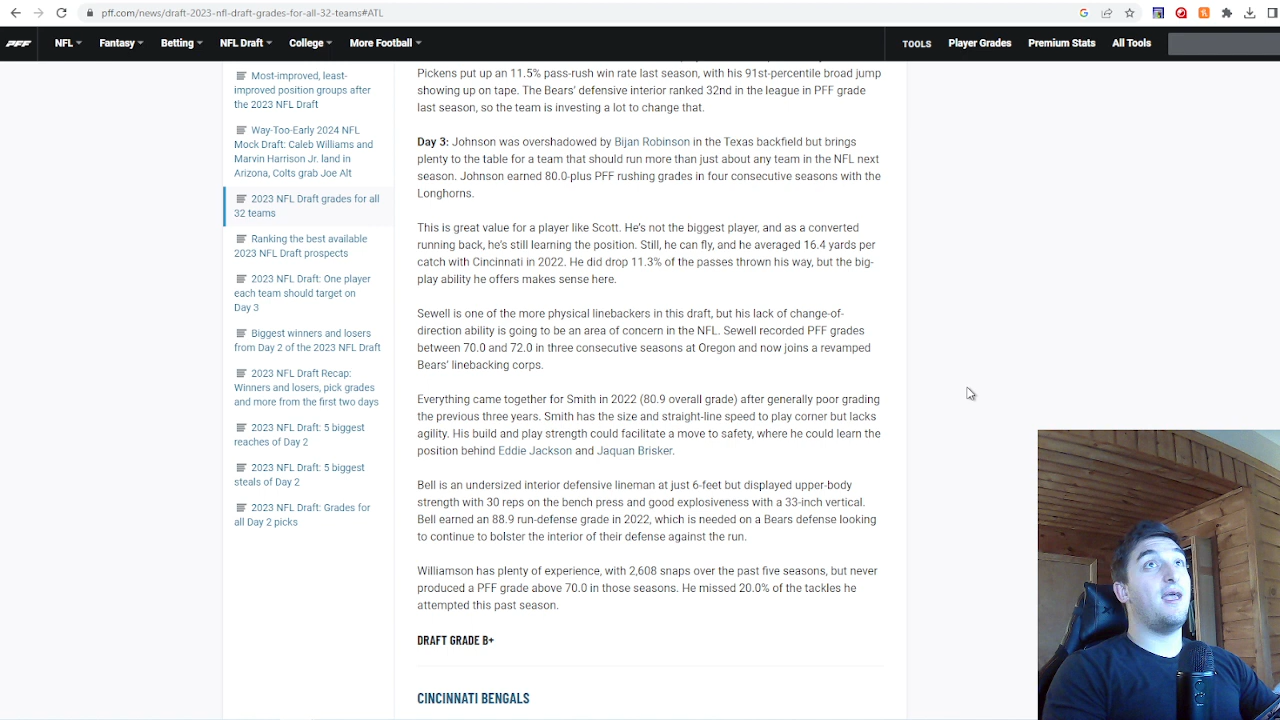 pff.com/news/draft-2023-nfl-draft-grades-for-all-32-teams#ATL
PFF NFL Fantasy Betting NFL Draft College More Football TOOLS Player Grades Premium Stats All Tools
Most-improved, least-
improved position groups after
the 2023 NFL Draft
Way-Too-Early 2024 NFL
Mock Draft: Caleb Williams and
Marvin Harrison Jr. land in
Arizona, Colts grab Joe Alt
2023 NFL Draft grades for all
32 teams
Ranking the best available
2023 NFL Draft prospects
2023 NFL Draft: One player
each team should target on
Day 3
Biggest winners and losers
from Day 2 of the 2023 NFL Draft
2023 NFL Draft Recap:
Winners and losers, pick grades
and more from the first two days
2023 NFL Draft: 5 biggest
reaches of Day 2
2023 NFL Draft: 5 biggest
steals of Day 2
2023 NFL Draft: Grades for
all Day 2 picks
Pickens put up an 11.5% pass-rush win rate last season, with his 91st-percentile broad jump
showing up on tape. The Bears' defensive interior ranked 32nd in the league in PFF grade
last season, so the team is investing a lot to change that.
Day 3: Johnson was overshadowed by Bijan Robinson in the Texas backfield but brings
plenty to the table for a team that should run more than just about any team in the NFL next
season. Johnson earned 80.0-plus PFF rushing grades in four consecutive seasons with the
Longhorns.
This is great value for a player like Scott. He's not the biggest player, and as a converted
running back, he's still learning the position. Still, he can fly, and he averaged 16.4 yards per
catch with Cincinnati in 2022. He did drop 11.3% of the passes thrown his way, but the big-
play ability he offers makes sense here.
Sewell is one of the more physical linebackers in this draft, but his lack of change-of-
direction ability is going to be an area of concern in the NFL. Sewell recorded PFF grades
between 70.0 and 72.0 in three consecutive seasons at Oregon and now joins a revamped
Bears' linebacking corps.
Everything came together for Smith in 2022 (80.9 overall grade) after generally poor grading
the previous three years. Smith has the size and straight-line speed to play corner but lacks
agility. His build and play strength could facilitate a move to safety, where he could learn the
position behind Eddie Jackson and Jaquan Brisker.
Bell is an undersized interior defensive lineman at just 6-feet but displayed upper-body
strength with 30 reps on the bench press and good explosiveness with a 33-inch vertical.
Bell earned an 88.9 run-defense grade in 2022, which is needed on a Bears defense looking
to continue to bolster the interior of their defense against the run.
Williamson has plenty of experience, with 2,608 snaps over the past five seasons, but never
produced a PFF grade above 70.0 in those seasons. He missed 20.0% of the tackles he
attempted this past season.
DRAFT GRADE B+
CINCINNATI BENGALS